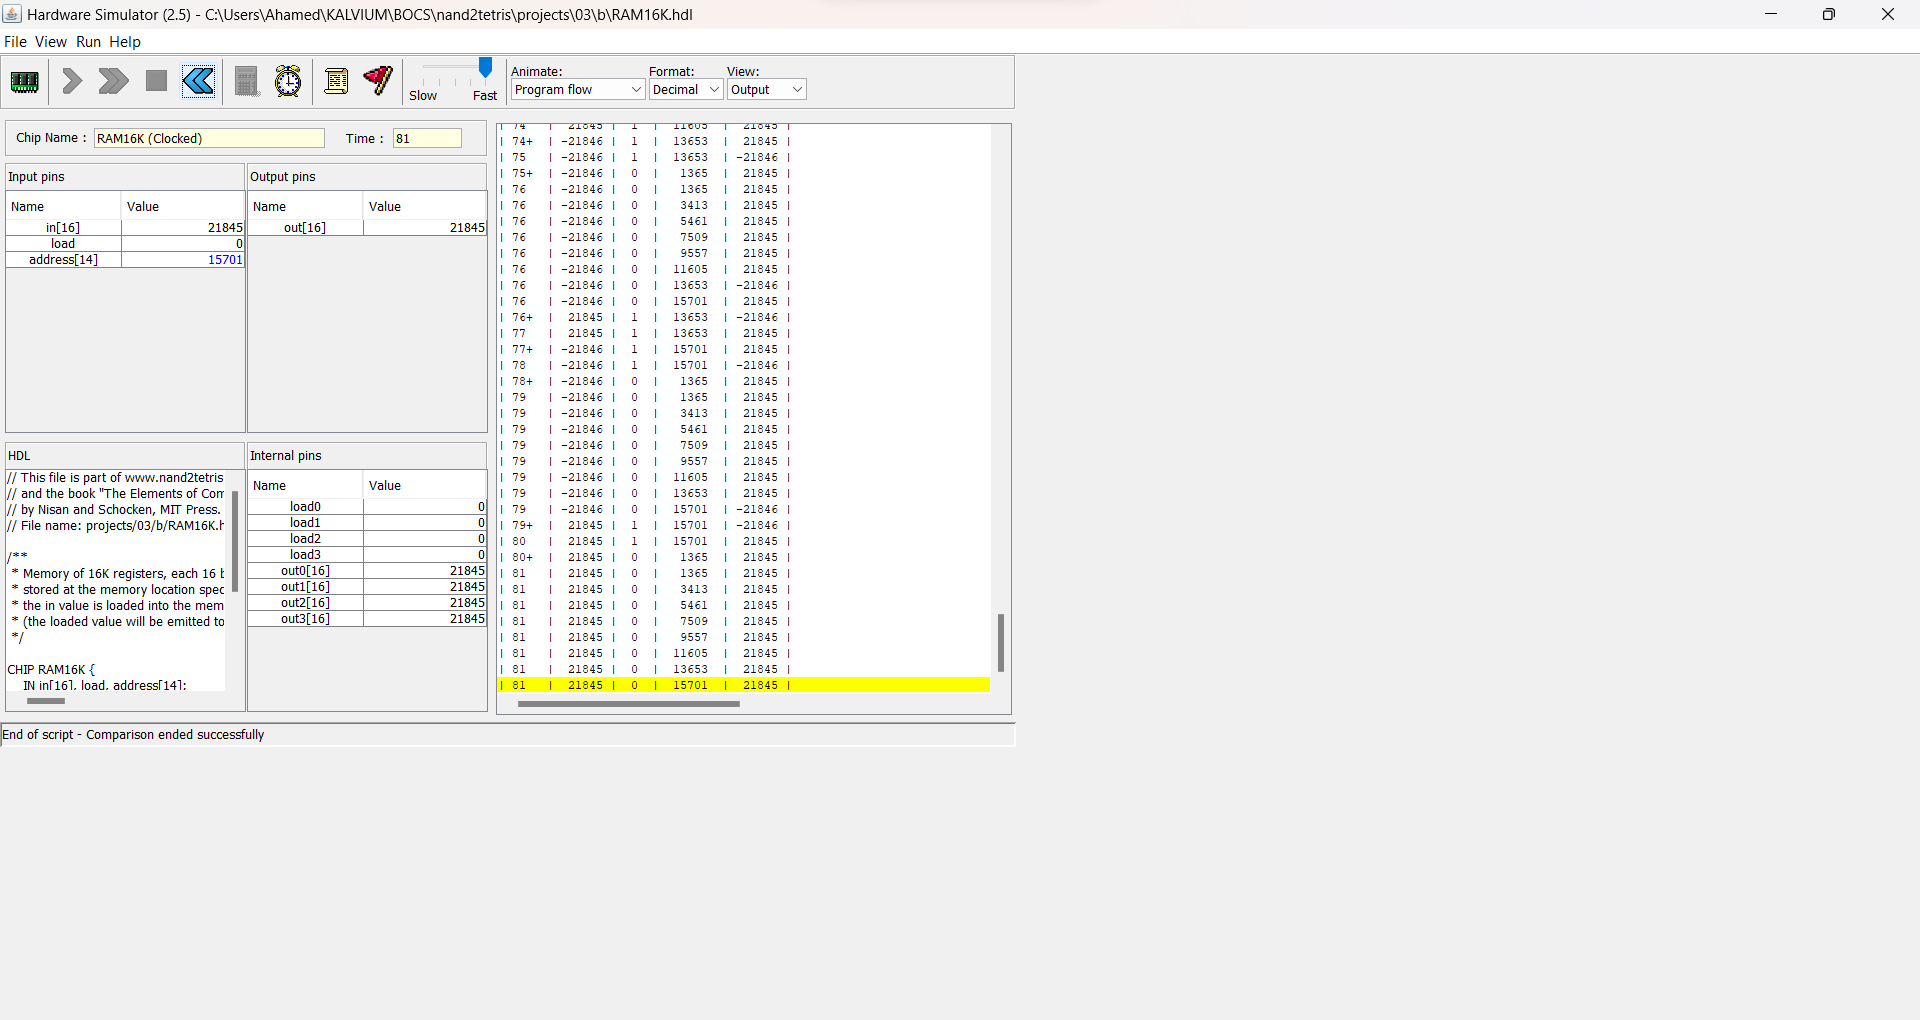 Hardware Simulator (2.5) - C:\Users\Ahamed\KALVIUM\BOCS\nand2tetris\projects\03\b\RAM16K.hdl
File View Run Help
Slow Fast
Animate: Format: View:
Program flow Decimal Output
Chip Name : RAM16K (Clocked) Time : 81
Input pins
Name Value
in[16] 21845
load 0
address[14] 15701
Output pins
Name Value
out[16] 21845
HDL
// This file is part of www.nand2tetris
// and the book "The Elements of Com
// by Nisan and Schocken, MIT Press.
// File name: projects/03/b/RAM16K.h
/**
* Memory of 16K registers, each 16 b
* stored at the memory location spec
* the in value is loaded into the mem
* (the loaded value will be emitted to
*/
CHIP RAM16K {
IN in[16], load, address[14];
Internal pins
Name Value
load0 0
load1 0
load2 0
load3 0
out0[16] 21845
out1[16] 21845
out2[16] 21845
out3[16] 21845
| 74 | 21845 | 1 | 11605 | 21845 |
| 74+ | -21846 | 1 | 13653 | 21845 |
| 75 | -21846 | 1 | 13653 | -21846 |
| 75+ | -21846 | 0 | 1365 | 21845 |
| 76 | -21846 | 0 | 1365 | 21845 |
| 76 | -21846 | 0 | 3413 | 21845 |
| 76 | -21846 | 0 | 5461 | 21845 |
| 76 | -21846 | 0 | 7509 | 21845 |
| 76 | -21846 | 0 | 9557 | 21845 |
| 76 | -21846 | 0 | 11605 | 21845 |
| 76 | -21846 | 0 | 13653 | -21846 |
| 76 | -21846 | 0 | 15701 | 21845 |
| 76+ | 21845 | 1 | 13653 | -21846 |
| 77 | 21845 | 1 | 13653 | 21845 |
| 77+ | -21846 | 1 | 15701 | 21845 |
| 78 | -21846 | 1 | 15701 | -21846 |
| 78+ | -21846 | 0 | 1365 | 21845 |
| 79 | -21846 | 0 | 1365 | 21845 |
| 79 | -21846 | 0 | 3413 | 21845 |
| 79 | -21846 | 0 | 5461 | 21845 |
| 79 | -21846 | 0 | 7509 | 21845 |
| 79 | -21846 | 0 | 9557 | 21845 |
| 79 | -21846 | 0 | 11605 | 21845 |
| 79 | -21846 | 0 | 13653 | 21845 |
| 79 | -21846 | 0 | 15701 | -21846 |
| 79+ | 21845 | 1 | 15701 | -21846 |
| 80 | 21845 | 1 | 15701 | 21845 |
| 80+ | 21845 | 0 | 1365 | 21845 |
| 81 | 21845 | 0 | 1365 | 21845 |
| 81 | 21845 | 0 | 3413 | 21845 |
| 81 | 21845 | 0 | 5461 | 21845 |
| 81 | 21845 | 0 | 7509 | 21845 |
| 81 | 21845 | 0 | 9557 | 21845 |
| 81 | 21845 | 0 | 11605 | 21845 |
| 81 | 21845 | 0 | 13653 | 21845 |
| 81 | 21845 | 0 | 15701 | 21845 |
End of script - Comparison ended successfully